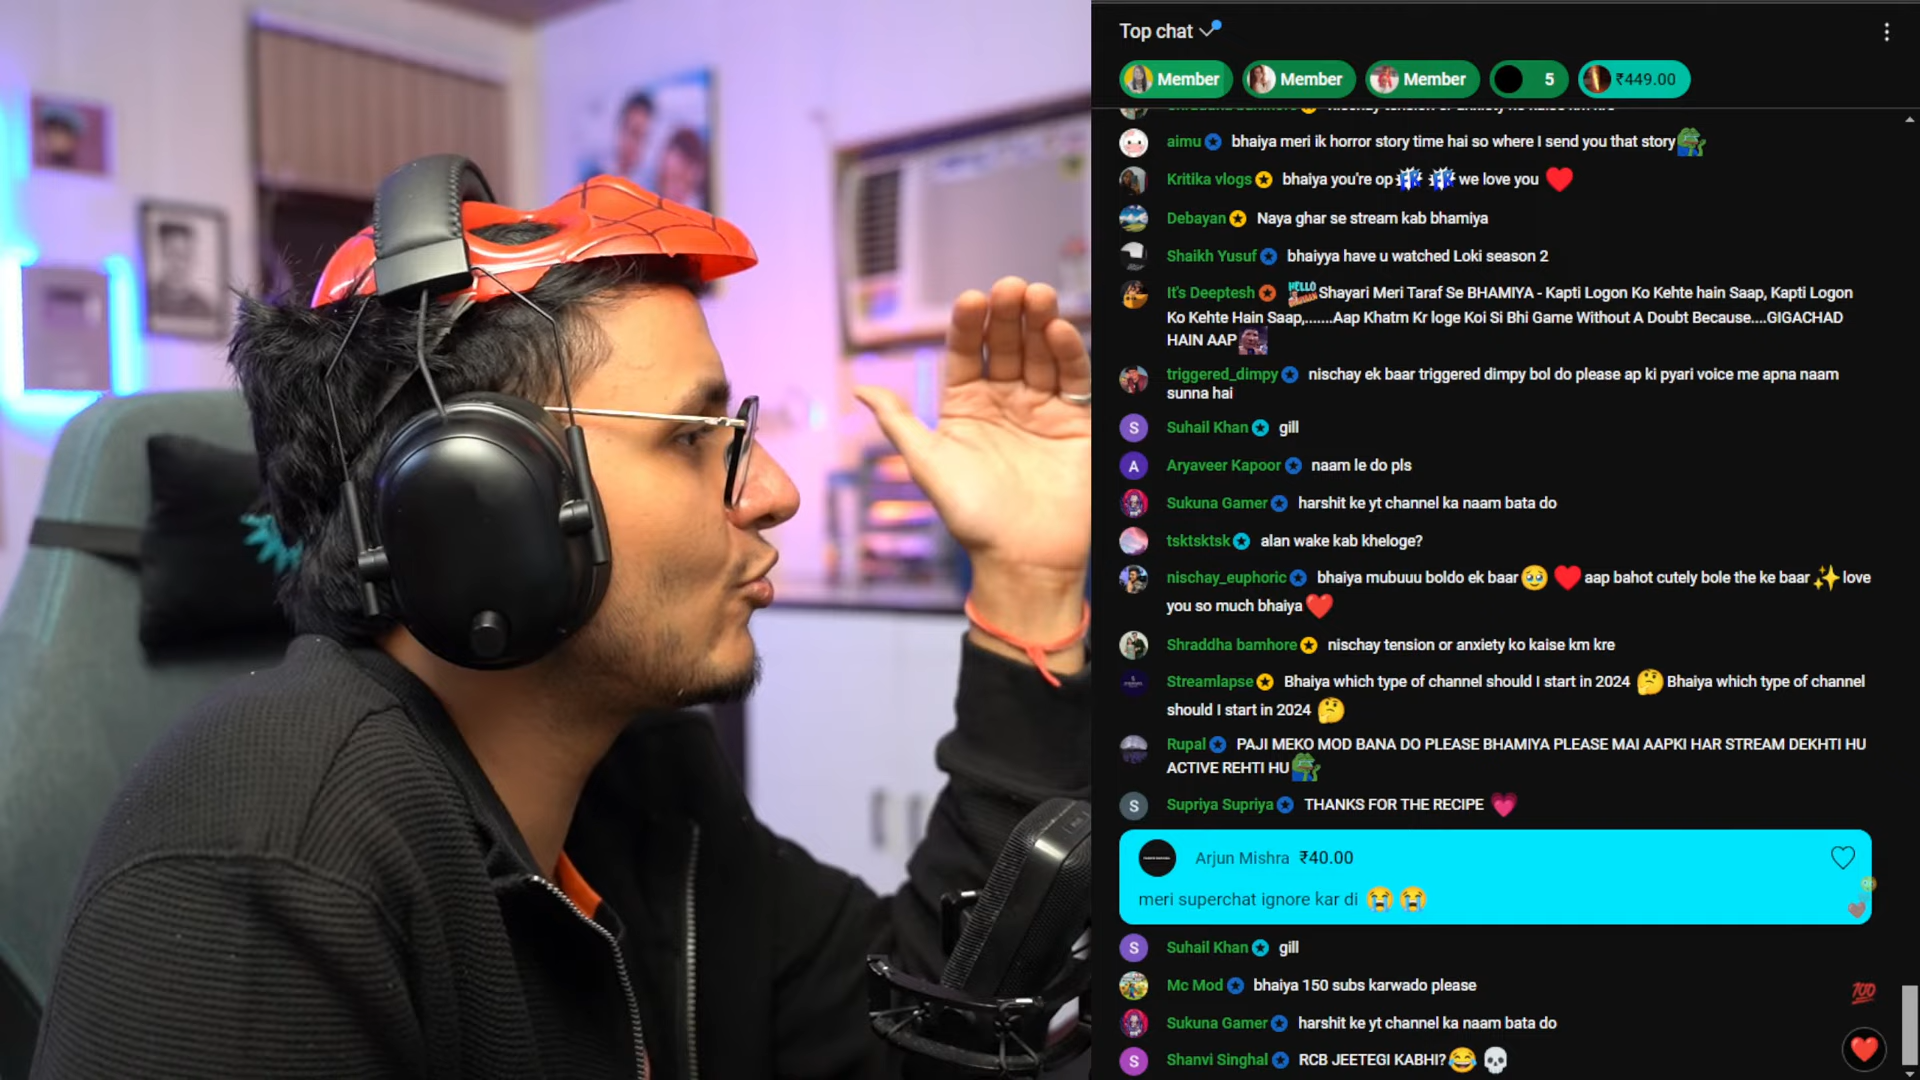 Top chat
Member Member Member 5 ₹449.00
aimu bhaiya meri ik horror story time hai so where I send you that story
Kritika vlogs bhaiya you're op we love you ❤️
Debayan Naya ghar se stream kab bhamiya
Shaikh Yusuf bhaiyya have u watched Loki season 2
It's Deeptesh HELLO Shayari Meri Taraf Se BHAMIYA - Kapti Logon Ko Kehte hain Saap, Kapti Logon
Ko Kehte Hain Saap,.......Aap Khatm Kr loge Koi Si Bhi Game Without A Doubt Because....GIGACHAD
HAIN AAP
triggered_dimpy nischay ek baar triggered dimpy bol do please ap ki pyari voice me apna naam
sunna hai
S Suhail Khan gill
A Aryaveer Kapoor naam le do pls
Sukuna Gamer harshit ke yt channel ka naam bata do
tsktsktsk alan wake kab kheloge?
nischay_euphoric bhaiya mubuuu boldo ek baar🥹 ❤️ aap bahot cutely bole the ke baar ✨ love
you so much bhaiya ❤️
Shraddha bamhore nischay tension or anxiety ko kaise km kre
Streamlapse Bhaiya which type of channel should I start in 2024 🤔 Bhaiya which type of channel
should I start in 2024 🤔
Rupal PAJI MEKO MOD BANA DO PLEASE BHAMIYA PLEASE MAI AAPKI HAR STREAM DEKHTI HU
ACTIVE REHTI HU
S Supriya Supriya THANKS FOR THE RECIPE 💗
Arjun Mishra ₹40.00
meri superchat ignore kar di 😭 😭
S Suhail Khan gill
Mc Mod bhaiya 150 subs karwado please
Sukuna Gamer harshit ke yt channel ka naam bata do
S Shanvi Singhal RCB JEETEGI KABHI? 😂 💀